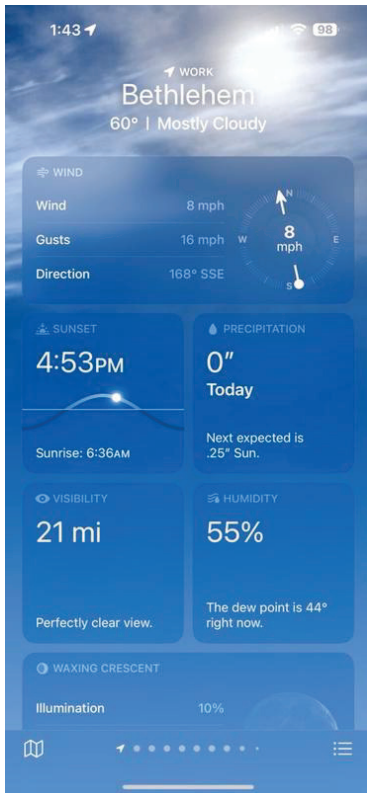 1:43
98
WORK
Bethlehem
60° | Mostly Cloudy
WIND
Wind 8 mph
Gusts 16 mph
Direction 168° SSE
N
W 8 E
mph
S
SUNSET
4:53PM
Sunrise: 6:36AM
PRECIPITATION
0"
Today
Next expected is
.25" Sun.
VISIBILITY
21 mi
Perfectly clear view.
HUMIDITY
55%
The dew point is 44°
right now.
WAXING CRESCENT
Illumination 10%